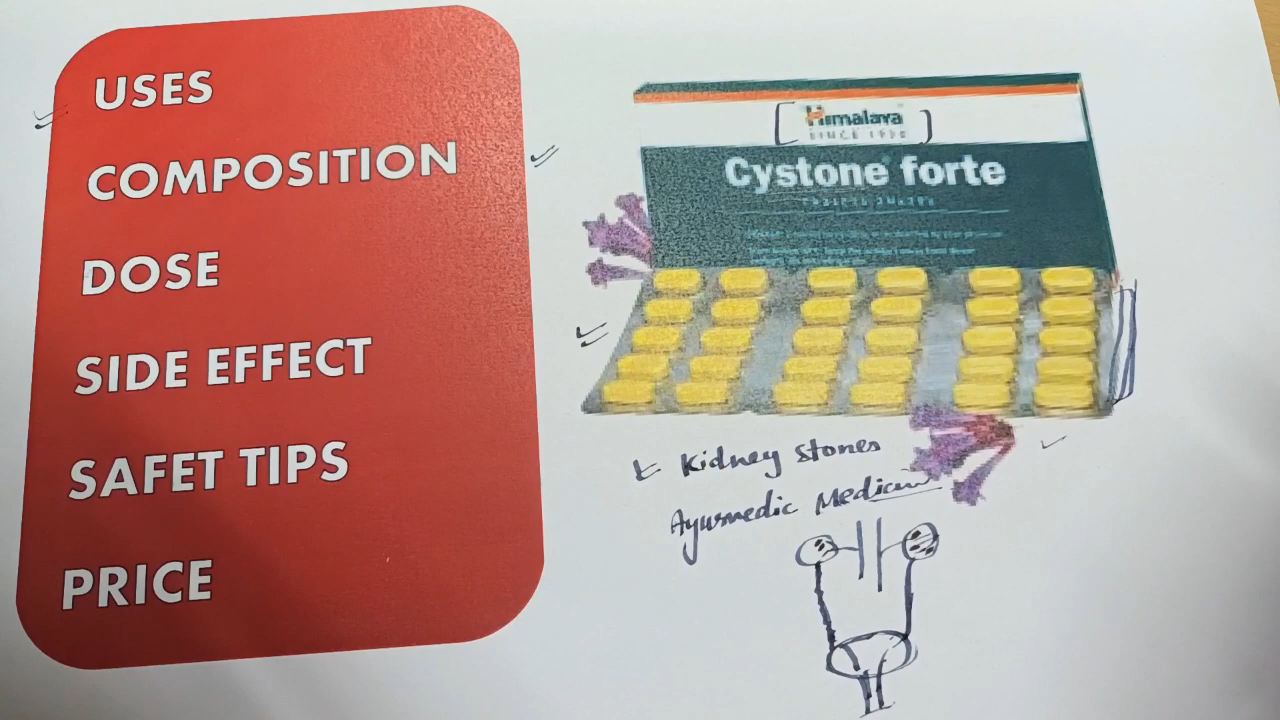 USES
COMPOSITION
DOSE
SIDE EFFECT
SAFET TIPS
PRICE
Himalaya
SINCE 1930
Cystone forte
Kidney stones
Ayurvedic Medicine